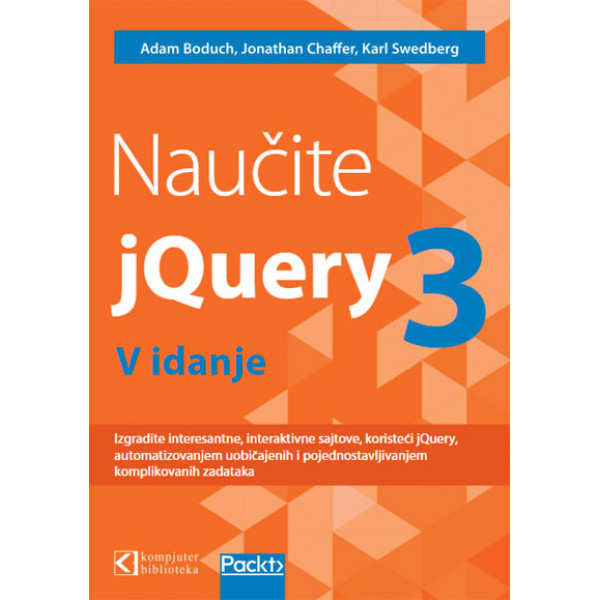 Adam Boduch, Jonathan Chaffer, Karl Swedberg
Naučite
jQuery 3
V idanje
Izgradite interesantne, interaktivne sajtove, koristeći jQuery,
automatizovanjem uobičajenih i pojednostavljivanjem
komplikovanih zadataka
kompjuter
biblioteka
Packt>